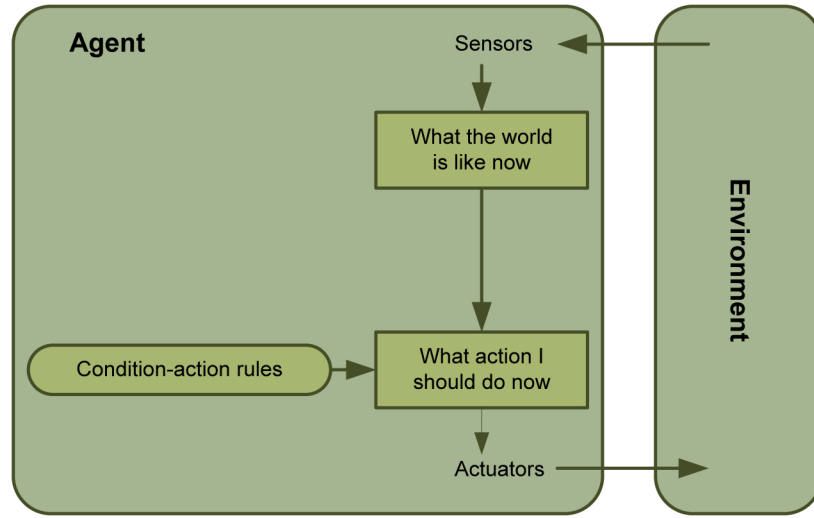 Agent
Sensors
What the world
is like now
Environment
Condition-action rules
What action I
should do now
Actuators